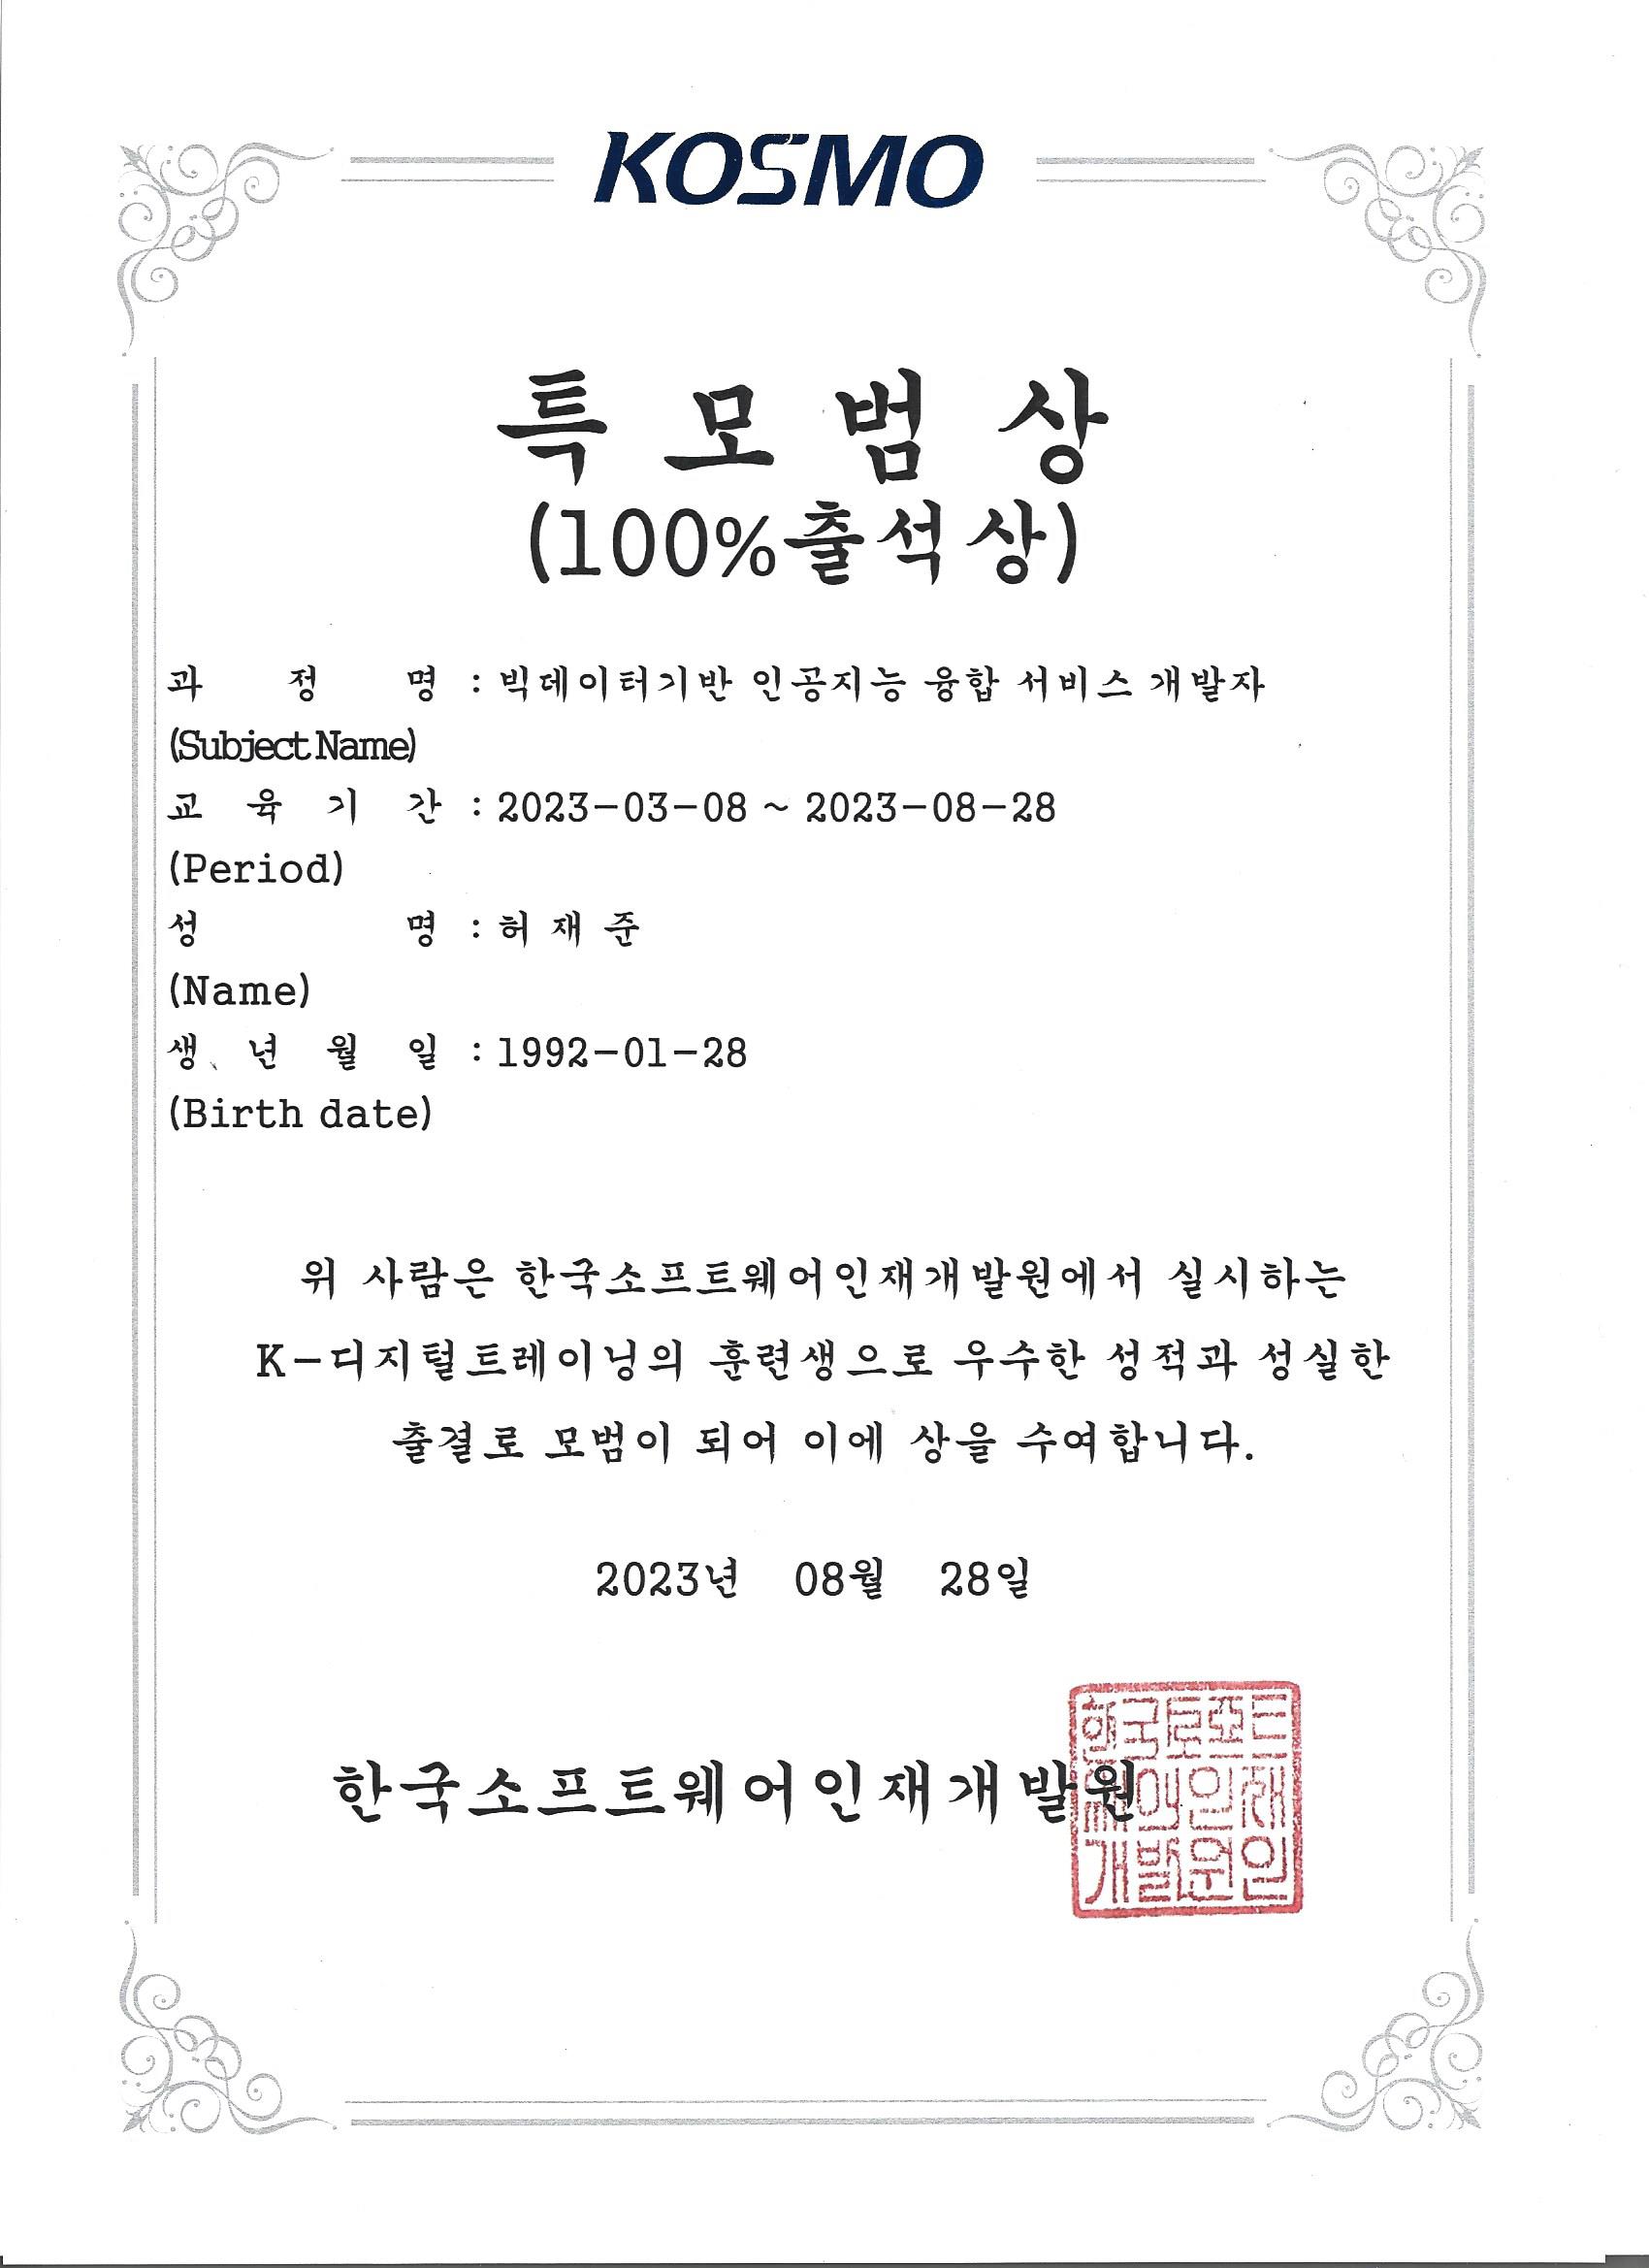 KOSMO
특 모 범 상
(100%출석상)
과 정 명 : 빅데이터기반 인공지능 융합 서비스 개발자
(Subject Name)
교 육 기 간 : 2023-03-08 ~ 2023-08-28
(Period)
성 명 : 허 재 준
(Name)
생 년 월 일 : 1992-01-28
(Birth date)
위 사람은 한국소프트웨어인재개발원에서 실시하는
K-디지털트레이닝의 훈련생으로 우수한 성적과 성실한
출결로 모범이 되어 이에 상을 수여합니다.
2023년 08월 28일
한국소프트웨어인재개발원
한국소프트
웨어인재
개발원인